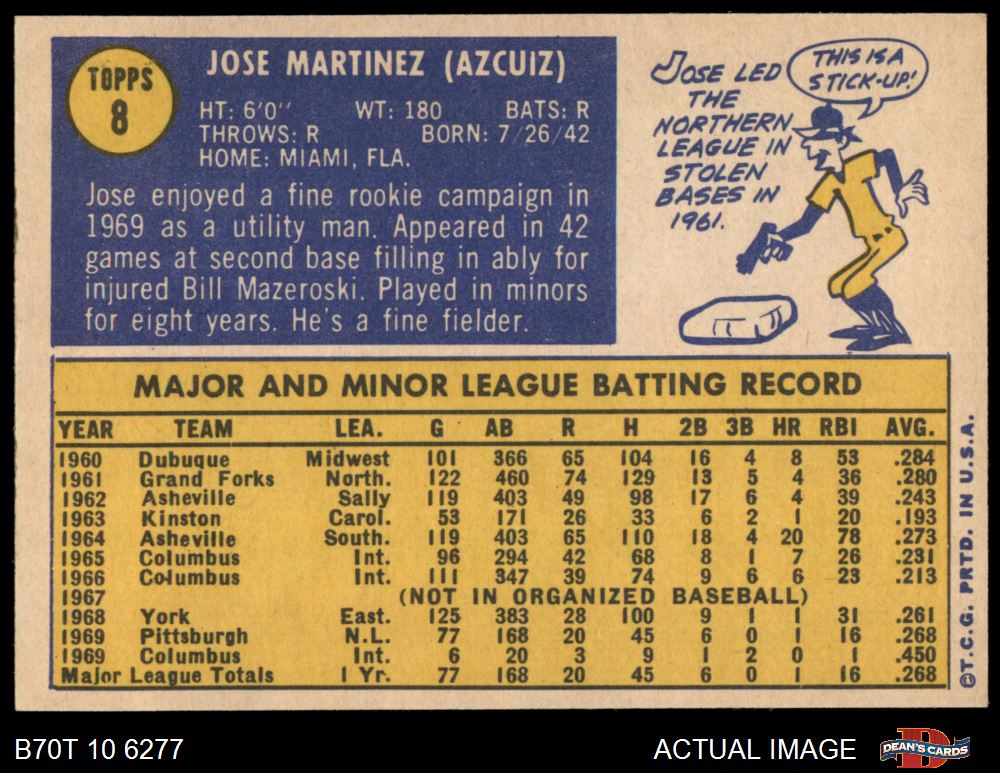 TOPPS
8
JOSE MARTINEZ (AZCUIZ)
HT: 6'0" WT: 180 BATS: R
THROWS: R BORN: 7/26/42
HOME: MIAMI, FLA.
Jose enjoyed a fine rookie campaign in
1969 as a utility man. Appeared in 42
games at second base filling in ably for
injured Bill Mazeroski. Played in minors
for eight years. He's a fine fielder.
JOSE LED
THE
NORTHERN
LEAGUE IN
STOLEN
BASES IN
1961.
THIS IS A
STICK-UP!
MAJOR AND MINOR LEAGUE BATTING RECORD
YEAR TEAM LEA. G AB R H 2B 3B HR RBI AVG.
1960 Dubuque Midwest 101 366 65 104 16 4 8 53 .284
1961 Grand Forks North. 122 460 74 129 13 5 4 36 .280
1962 Asheville Sally 119 403 49 98 17 6 4 39 .243
1963 Kinston Carol. 53 171 26 33 6 2 1 20 .193
1964 Asheville South. 119 403 65 110 18 4 20 78 .273
1965 Columbus Int. 96 294 42 68 8 1 7 26 .231
1966 Columbus Int. 111 347 39 74 9 6 6 23 .213
1967 (NOT IN ORGANIZED BASEBALL)
1968 York East. 125 383 28 100 9 1 1 31 .261
1969 Pittsburgh N.L. 77 168 20 45 6 0 1 16 .268
1969 Columbus Int. 6 20 3 9 1 2 0 1 .450
Major League Totals 1 Yr. 77 168 20 45 6 0 1 16 .268
©T.C.G. PRTD. IN U.S.A.
B70T 10 6277
ACTUAL IMAGE
D
DEAN'S CARDS